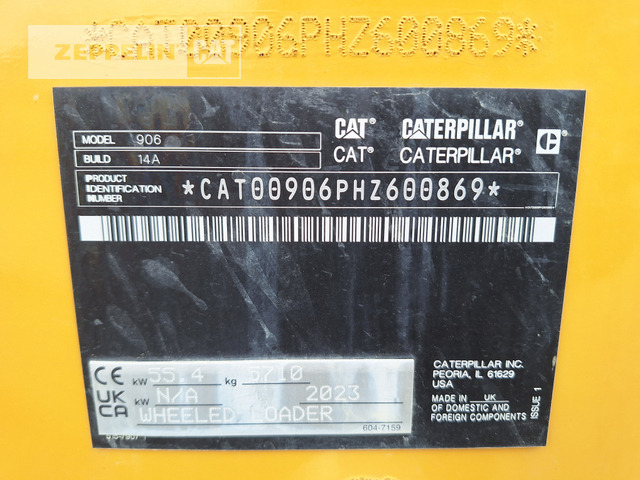 ZEPPELIN
*CAT00906PHZ600869*
MODEL 906
BUILD 14A
CAT® CATERPILLAR®
CAT® CATERPILLAR®
PRODUCT
IDENTIFICATION
NUMBER
*CAT00906PHZ600869*
CE kW 55.4 kg 5710
UK
CA kW N/A 2023
WHEELED LOADER
604-7159
CATERPILLAR INC.
PEORIA, IL 61629
USA
MADE IN UK
OF DOMESTIC AND
FOREIGN COMPONENTS
ISSUE 1